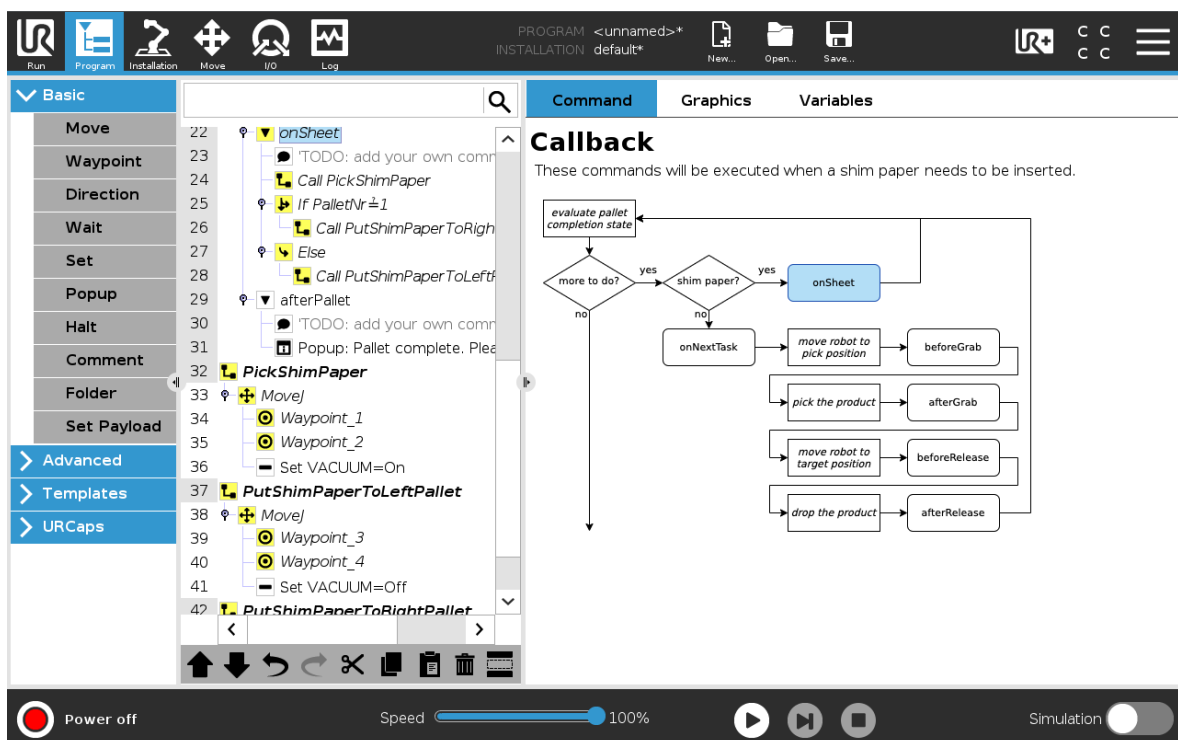 UR
PROGRAM <unnamed>*
INSTALLATION default*
UR+
C C
C C
Run
Program
Installation
Move
I/O
Log
New...
Open...
Save...
Basic
Move
Waypoint
Direction
Wait
Set
Popup
Halt
Comment
Folder
Set Payload
Advanced
Templates
URCaps
22 onSheet
23 'TODO: add your own comm
24 Call PickShimPaper
25 If PalletNr≟1
26 Call PutShimPaperToRigh
27 Else
28 Call PutShimPaperToLeft
29 afterPallet
30 'TODO: add your own comm
31 Popup: Pallet complete. Plea
32 PickShimPaper
33 MoveJ
34 Waypoint_1
35 Waypoint_2
36 Set VACUUM=On
37 PutShimPaperToLeftPallet
38 MoveJ
39 Waypoint_3
40 Waypoint_4
41 Set VACUUM=Off
42 PutShimPaperToRightPallet
Command Graphics Variables
Callback
These commands will be executed when a shim paper needs to be inserted.
evaluate pallet
completion state
more to do?
yes
shim paper?
yes
onSheet
no
no
onNextTask
move robot to
pick position
beforeGrab
pick the product
afterGrab
move robot to
target position
beforeRelease
drop the product
afterRelease
Power off
Speed
100%
Simulation